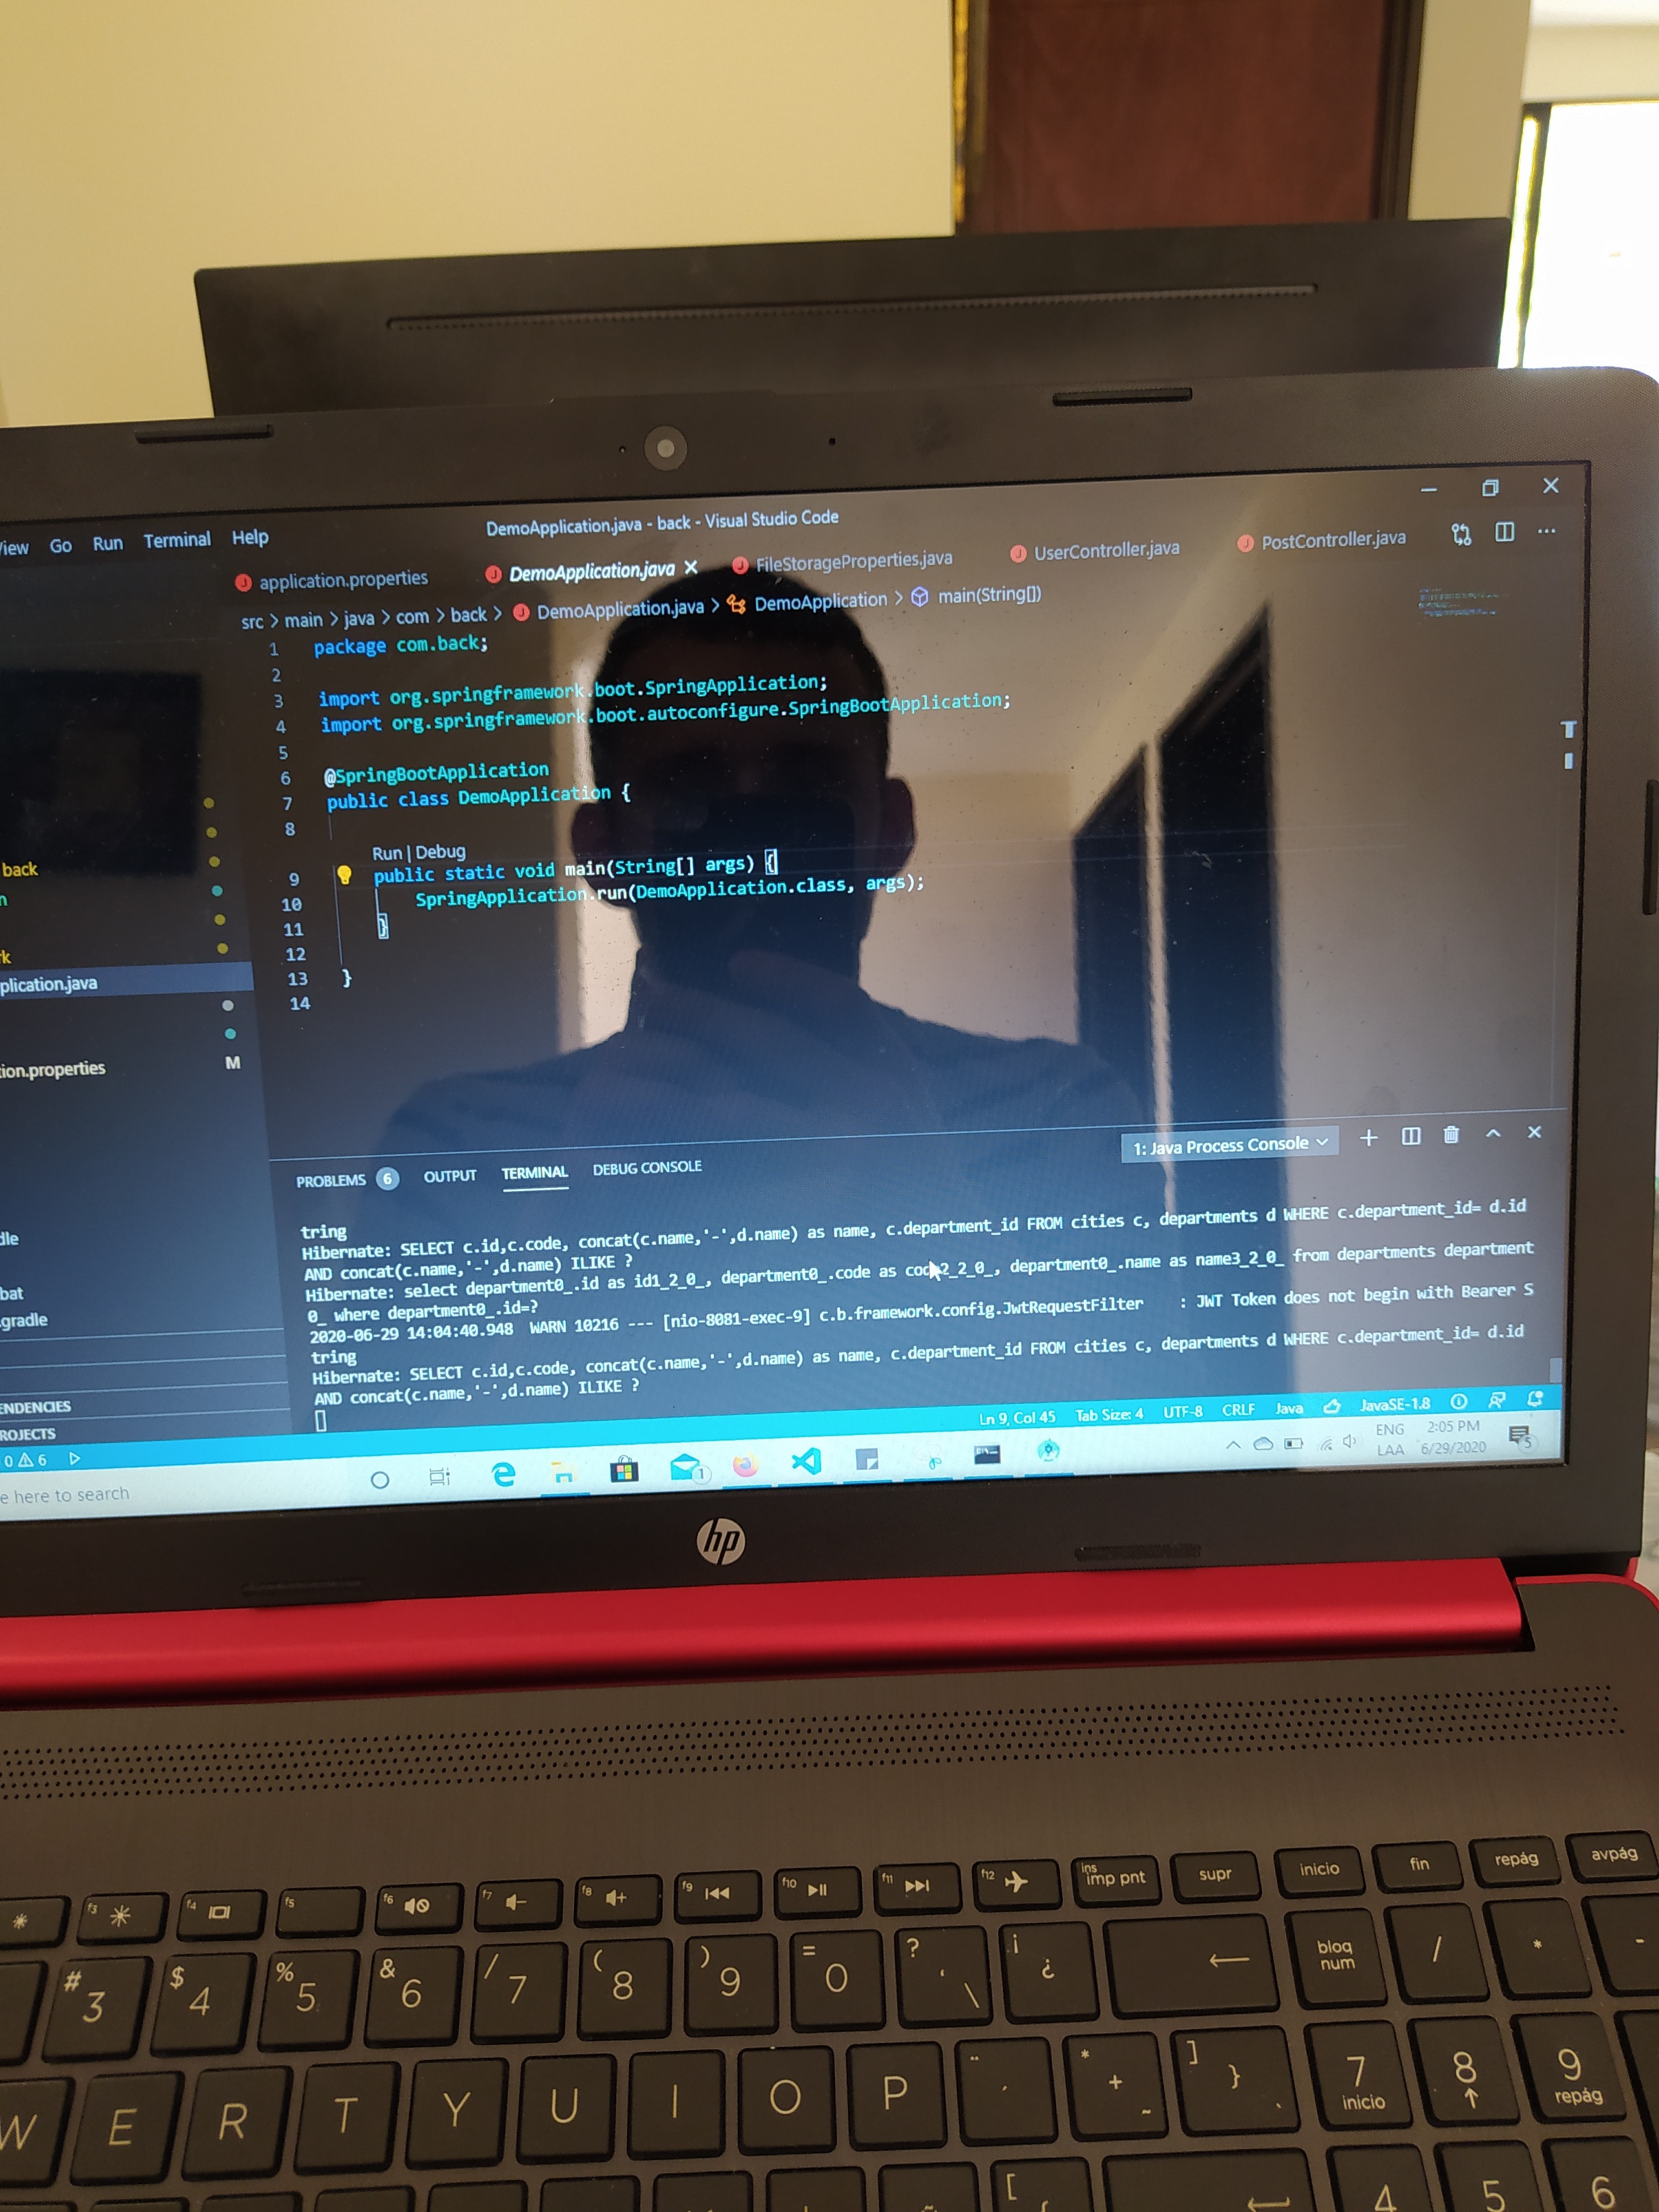 View Go Run Terminal Help
DemoApplication.java - back - Visual Studio Code
application.properties DemoApplication.java FileStorageProperties.java UserController.java PostController.java
src > main > java > com > back > DemoApplication.java > DemoApplication > main(String[])
1 package com.back;
2
3 import org.springframework.boot.SpringApplication;
4 import org.springframework.boot.autoconfigure.SpringBootApplication;
5
6 @SpringBootApplication
7 public class DemoApplication {
8
Run | Debug
9 public static void main(String[] args) {
10 SpringApplication.run(DemoApplication.class, args);
11 }
12
13 }
14
back
n
rk
plication.java
ion.properties M
dle
bat
.gradle
ENDENCIES
ROJECTS
PROBLEMS 6 OUTPUT TERMINAL DEBUG CONSOLE
1: Java Process Console
tring
Hibernate: SELECT c.id,c.code, concat(c.name,'-',d.name) as name, c.department_id FROM cities c, departments d WHERE c.department_id= d.id
AND concat(c.name,'-',d.name) ILIKE ?
Hibernate: select department0_.id as id1_2_0_, department0_.code as code2_2_0_, department0_.name as name3_2_0_ from departments department
0_ where department0_.id=?
2020-06-29 14:04:40.948 WARN 10216 --- [nio-8081-exec-9] c.b.framework.config.JwtRequestFilter : JWT Token does not begin with Bearer S
tring
Hibernate: SELECT c.id,c.code, concat(c.name,'-',d.name) as name, c.department_id FROM cities c, departments d WHERE c.department_id= d.id
AND concat(c.name,'-',d.name) ILIKE ?
0 6
Ln 9, Col 45 Tab Size: 4 UTF-8 CRLF Java JavaSE-1.8
e here to search
1
ENG
LAA
2:05 PM
6/29/2020
5
hp
f3 f4 f5 f6 f7 f8 f9 f10 f11 f12 ins imp pnt supr inicio fin repág avpág
# 3 $ 4 % 5 & 6 / 7 ( 8 ) 9 = 0 ? ' \ ¡ ¿ bloq num / * -
W E R T Y U I O P ¨ ´ * + ~ ] } ` 7 inicio 8 9 repág
[ 4 5 6